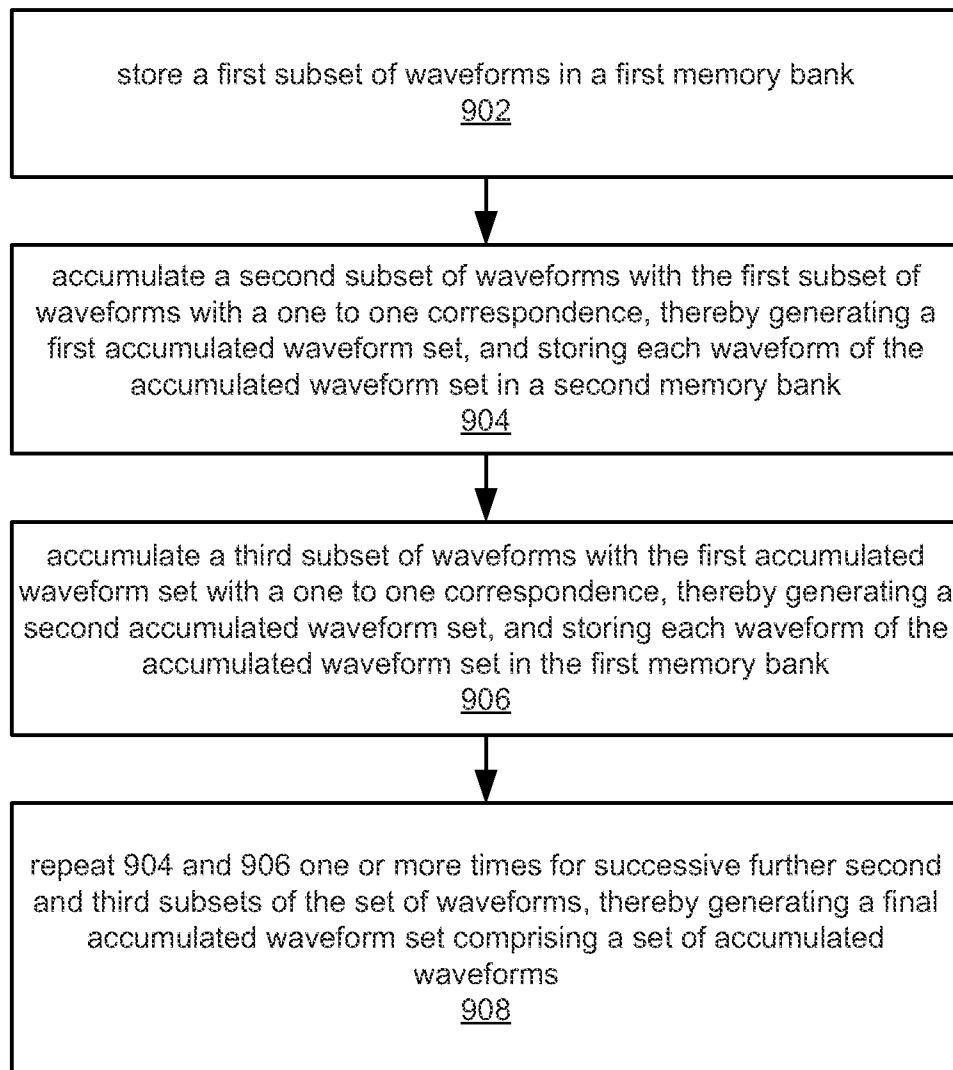 store a first subset of waveforms in a first memory bank
902
accumulate a second subset of waveforms with the first subset of
waveforms with a one to one correspondence, thereby generating a
first accumulated waveform set, and storing each waveform of the
accumulated waveform set in a second memory bank
904
accumulate a third subset of waveforms with the first accumulated
waveform set with a one to one correspondence, thereby generating a
second accumulated waveform set, and storing each waveform of the
accumulated waveform set in the first memory bank
906
repeat 904 and 906 one or more times for successive further second
and third subsets of the set of waveforms, thereby generating a final
accumulated waveform set comprising a set of accumulated
waveforms
908